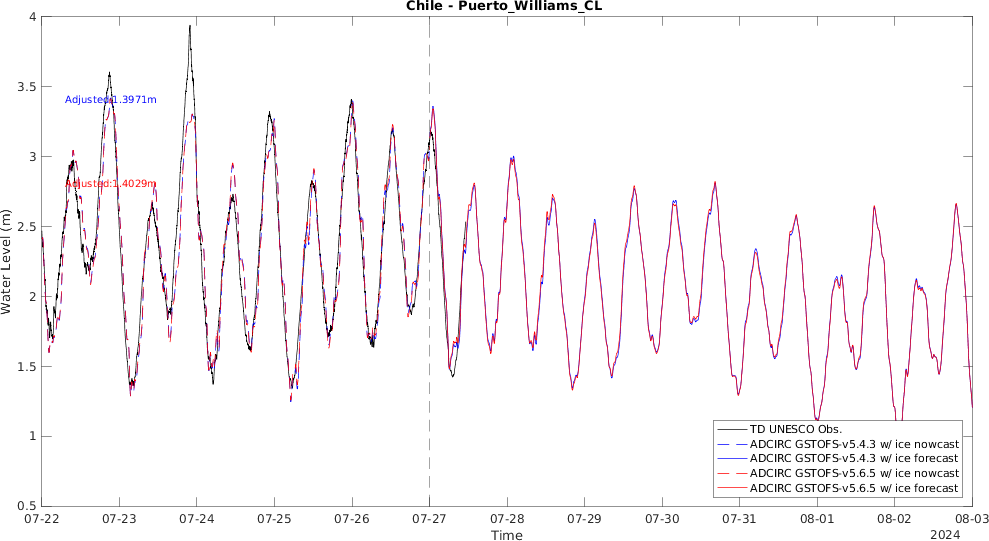 Chile - Puerto_Williams_CL
4
3.5
3
2.5
2
1.5
1
0.5
Water Level (m)
Adjusted:1.3971m
Adjusted:1.4029m
TD UNESCO Obs.
ADCIRC GSTOFS-v5.4.3 w/ ice nowcast
ADCIRC GSTOFS-v5.4.3 w/ ice forecast
ADCIRC GSTOFS-v5.6.5 w/ ice nowcast
ADCIRC GSTOFS-v5.6.5 w/ ice forecast
07-22 07-23 07-24 07-25 07-26 07-27 07-28 07-29 07-30 07-31 08-01 08-02 08-03
Time
2024